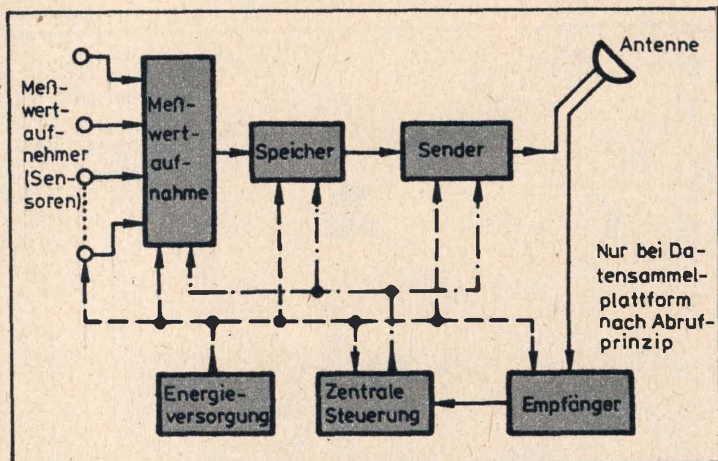 Antenne
Meß-
wert-
auf-
nehmer
(Sen-
soren)
Meß-
wert-
auf-
nahme
Speicher
Sender
Nur bei Da-
tensammel-
plattform
nach Abruf-
prinzip
Energie-
versorgung
Zentrale
Steuerung
Empfänger